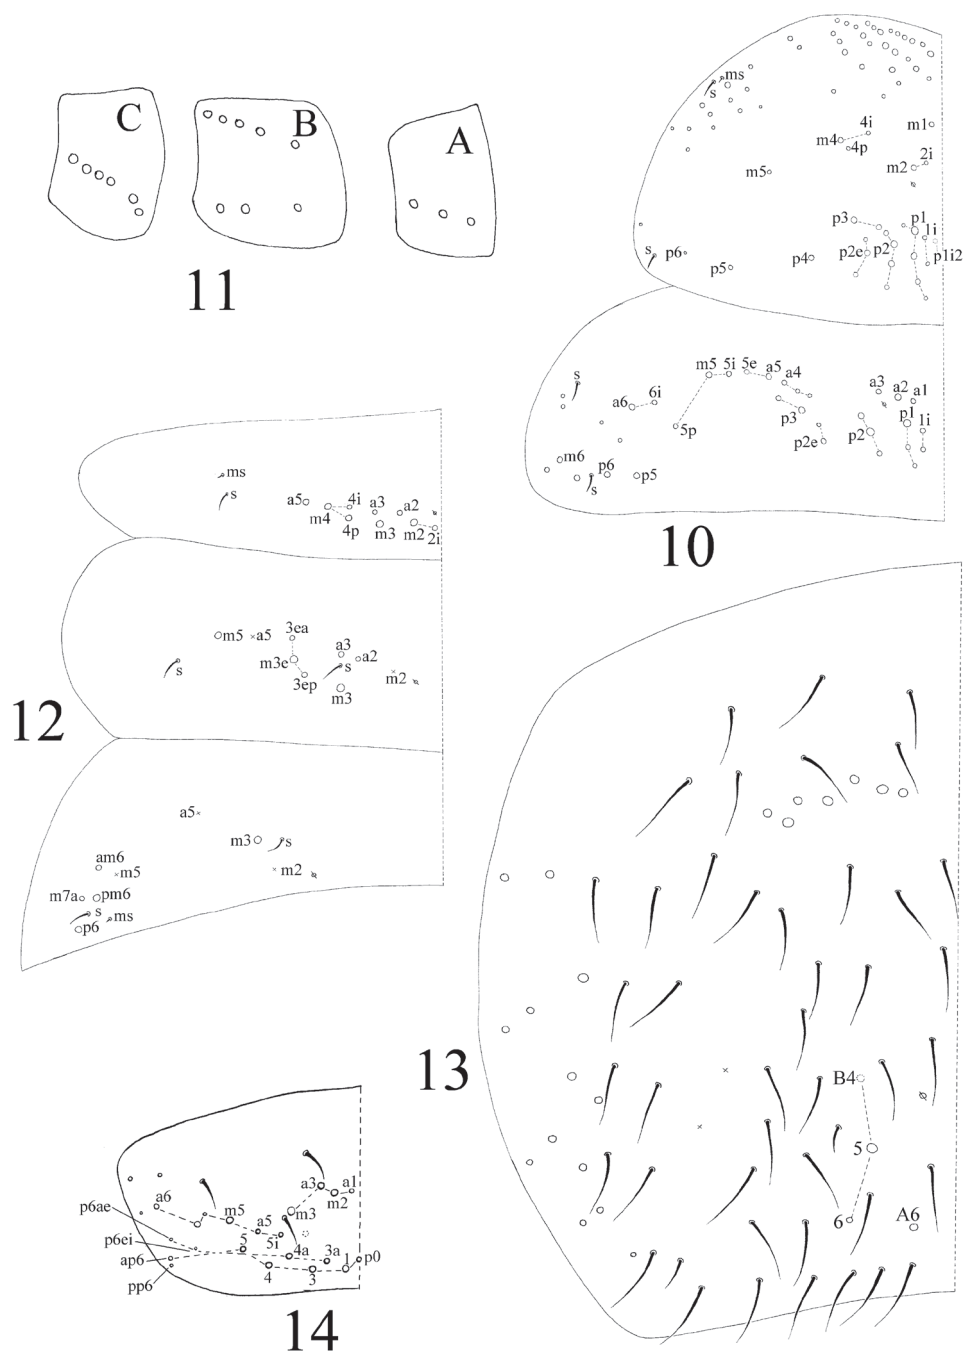 C
B
A
11
ms
s
4i
m4
4p
m1
2i
m2
m5
p3
p1
1i
p2e
p2
p1i2
s
p6
p5
p4
m5 5i 5e a5 a4
s
a3 a2 a1
a6
6i
p3
p1
1i
5p
p2e
p2
m6
p6
p5
s
10
ms
s
a5
4i
a3
a2
m4
4p
m3
m2
2i
m5
a5
3ea
a3
a2
m3e
s
s
3ep
m3
m2
12
a5
m3
s
am6
m5
m2
m7a
pm6
s
ms
p6
13
B4
5
6
A6
a6
a3
a1
m2
p6ae
m5
a5
m3
5i
p6ei
5
4a
3a
ap6
4
3
1
p0
pp6
14